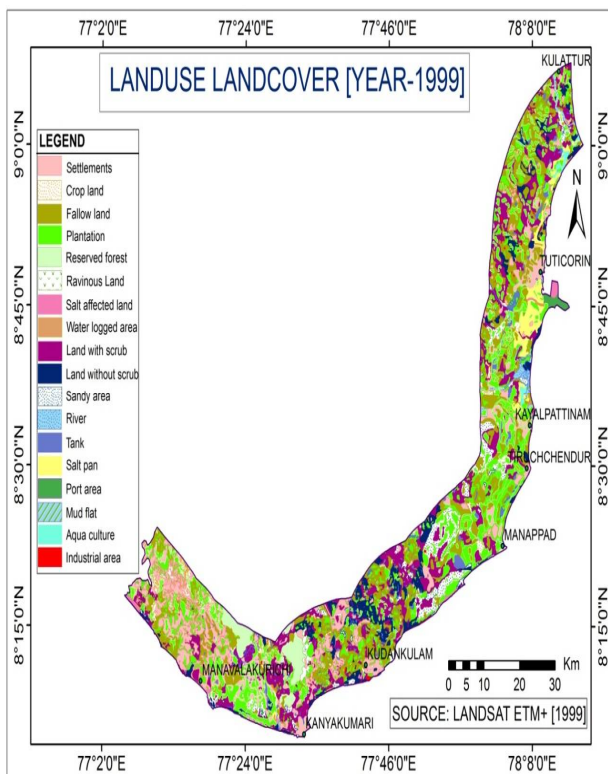 77°2'0"E 77°24'0"E 77°46'0"E 78°8'0"E
LANDUSE LANDCOVER [YEAR-1999]
KULATTUR
9°0'0"N
9°0'0"N
LEGEND
Settlements
Crop land
Fallow land
Plantation
Reserved forest
Ravinous Land
Salt affected land
Water logged area
Land with scrub
Land without scrub
Sandy area
River
Tank
Salt pan
Port area
Mud flat
Aqua culture
Industrial area
N
TUTICORIN
8°45'0"N
8°45'0"N
KAYALPATTINAM
TIRUCHCHENDUR
8°30'0"N
8°30'0"N
MANAPPAD
8°15'0"N
8°15'0"N
KUDANKULAM
MANAVALAKURICHI
KANYAKUMARI
Km
0 2 5 10 20 30
SOURCE: LANDSAT ETM+ [1999]
77°2'0"E 77°24'0"E 77°46'0"E 78°8'0"E